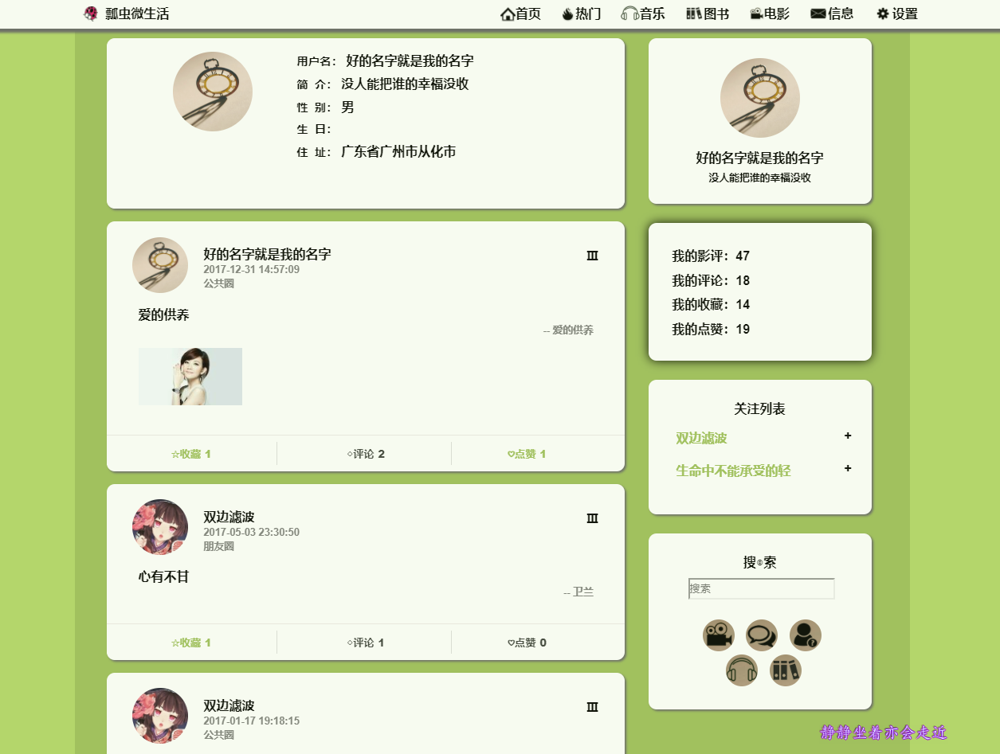 瓢虫微生活
首页 热门 音乐 图书 电影 信息 设置
用户名： 好的名字就是我的名字
简 介： 没人能把谁的幸福没收
性 别： 男
生 日：
住 址： 广东省广州市从化市
好的名字就是我的名字
2017-12-31 14:57:09
公共圈
爱的供养
-- 爱的供养
☆收藏 1 ○评论 2 ♡点赞 1
双边滤波
2017-05-03 23:30:50
朋友圈
心有不甘
-- 卫兰
☆收藏 1 ○评论 1 ♡点赞 0
双边滤波
2017-01-17 19:18:15
公共圈
好的名字就是我的名字
没人能把谁的幸福没收
我的影评：47
我的评论：18
我的收藏：14
我的点赞：19
关注列表
双边滤波 +
生命中不能承受的轻 +
搜⊙索
搜索
静静坐着亦会走近